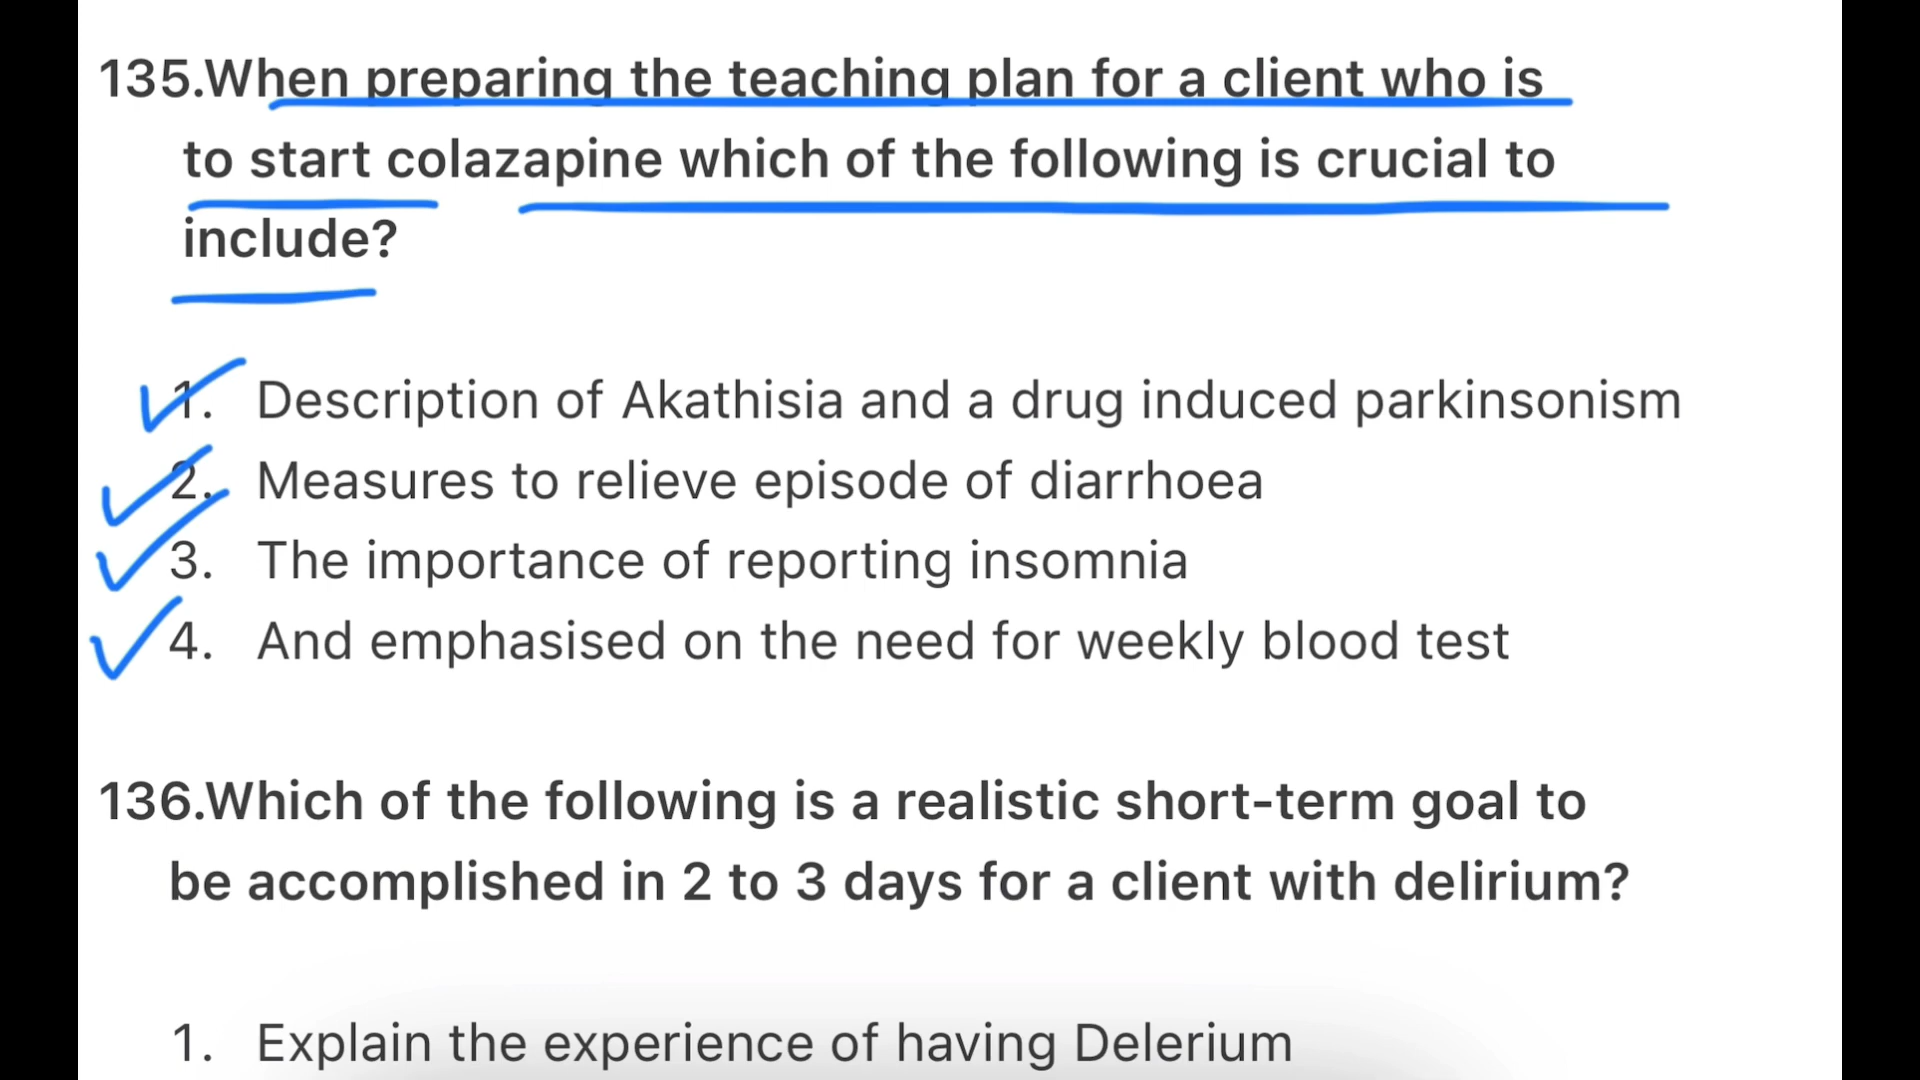 135.When preparing the teaching plan for a client who is
to start colazapine which of the following is crucial to
include?
1. Description of Akathisia and a drug induced parkinsonism
2. Measures to relieve episode of diarrhoea
3. The importance of reporting insomnia
4. And emphasised on the need for weekly blood test
136.Which of the following is a realistic short-term goal to
be accomplished in 2 to 3 days for a client with delirium?
1. Explain the experience of having Delerium